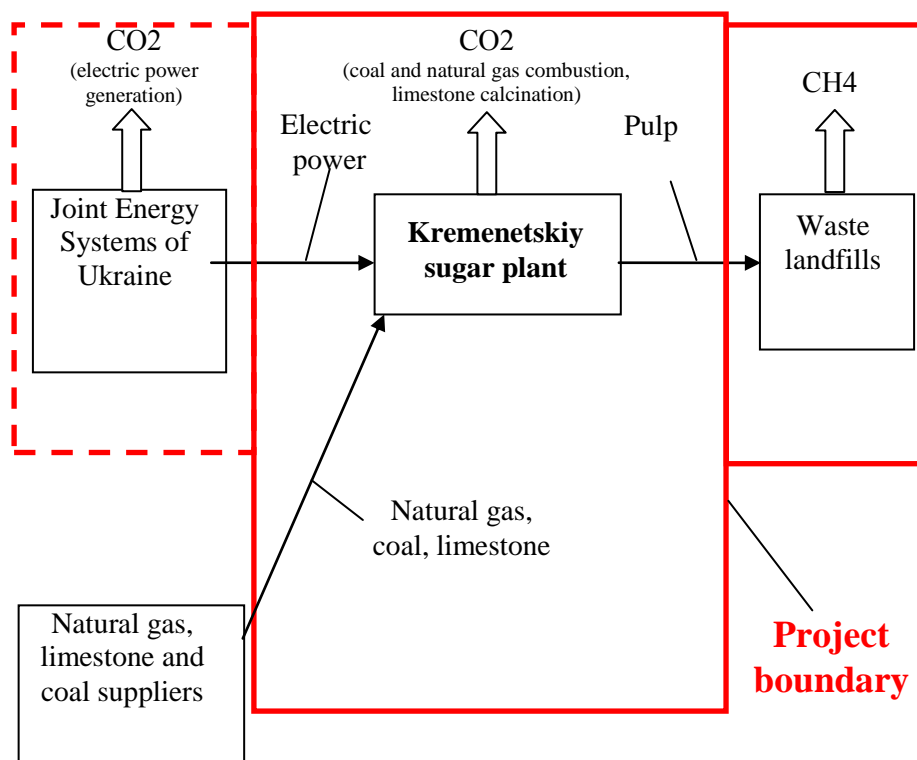 CO2
(electric power
generation)
CO2
(coal and natural gas combustion,
limestone calcination)
CH4
Electric
power
Pulp
Joint Energy
Systems of
Ukraine
Kremenetskiy
sugar plant
Waste
landfills
Natural gas,
coal, limestone
Natural gas,
limestone and
coal suppliers
Project
boundary